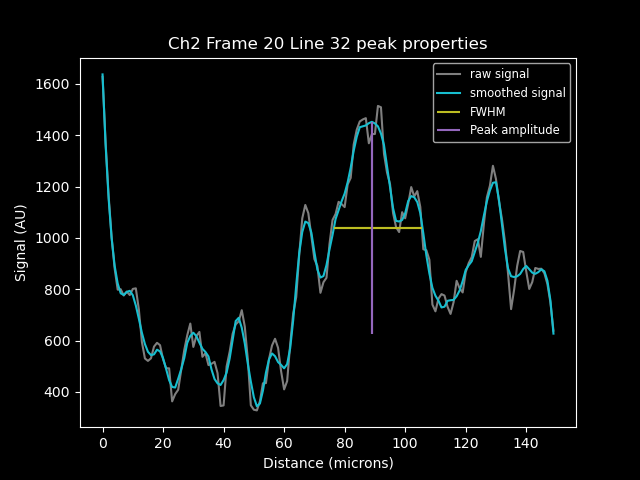 Ch2 Frame 20 Line 32 peak properties
raw signal
smoothed signal
FWHM
Peak amplitude
Signal (AU)
1600
1400
1200
1000
800
600
400
0 20 40 60 80 100 120 140
Distance (microns)